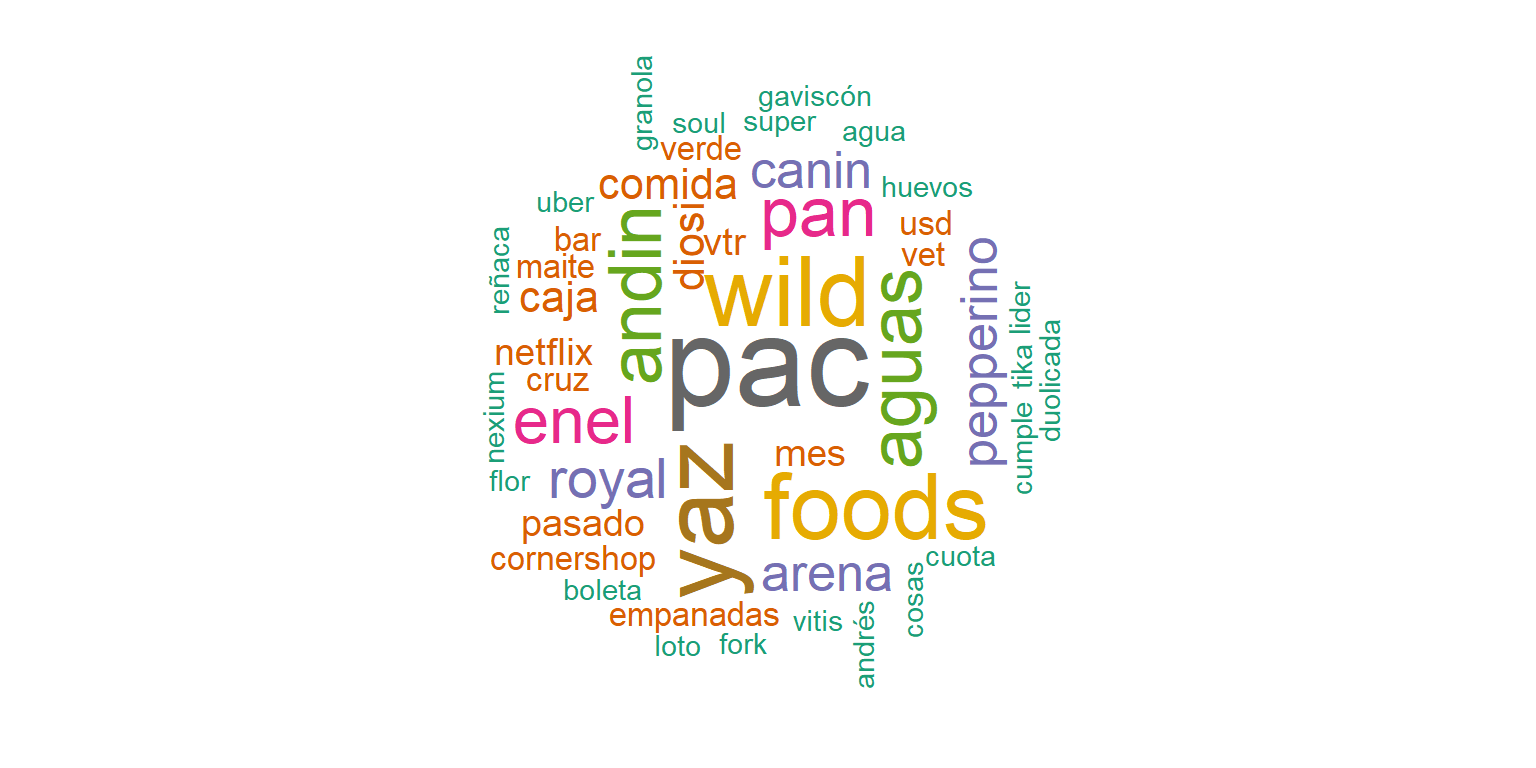 granola
gaviscón
soul
super
agua
verde
canin
comida
huevos
uber
pan
usd
andin
diosi
vtr
bar
vet
reñaca
maite
caja
wild
aguas
pepperino
lider
tika
duolicada
netflix
cruz
pac
nexium
enel
cumple
mes
flor
royal
yaz
foods
pasado
cornershop
arena
cuota
boleta
cosas
empanadas
vitis
andrés
loto
fork